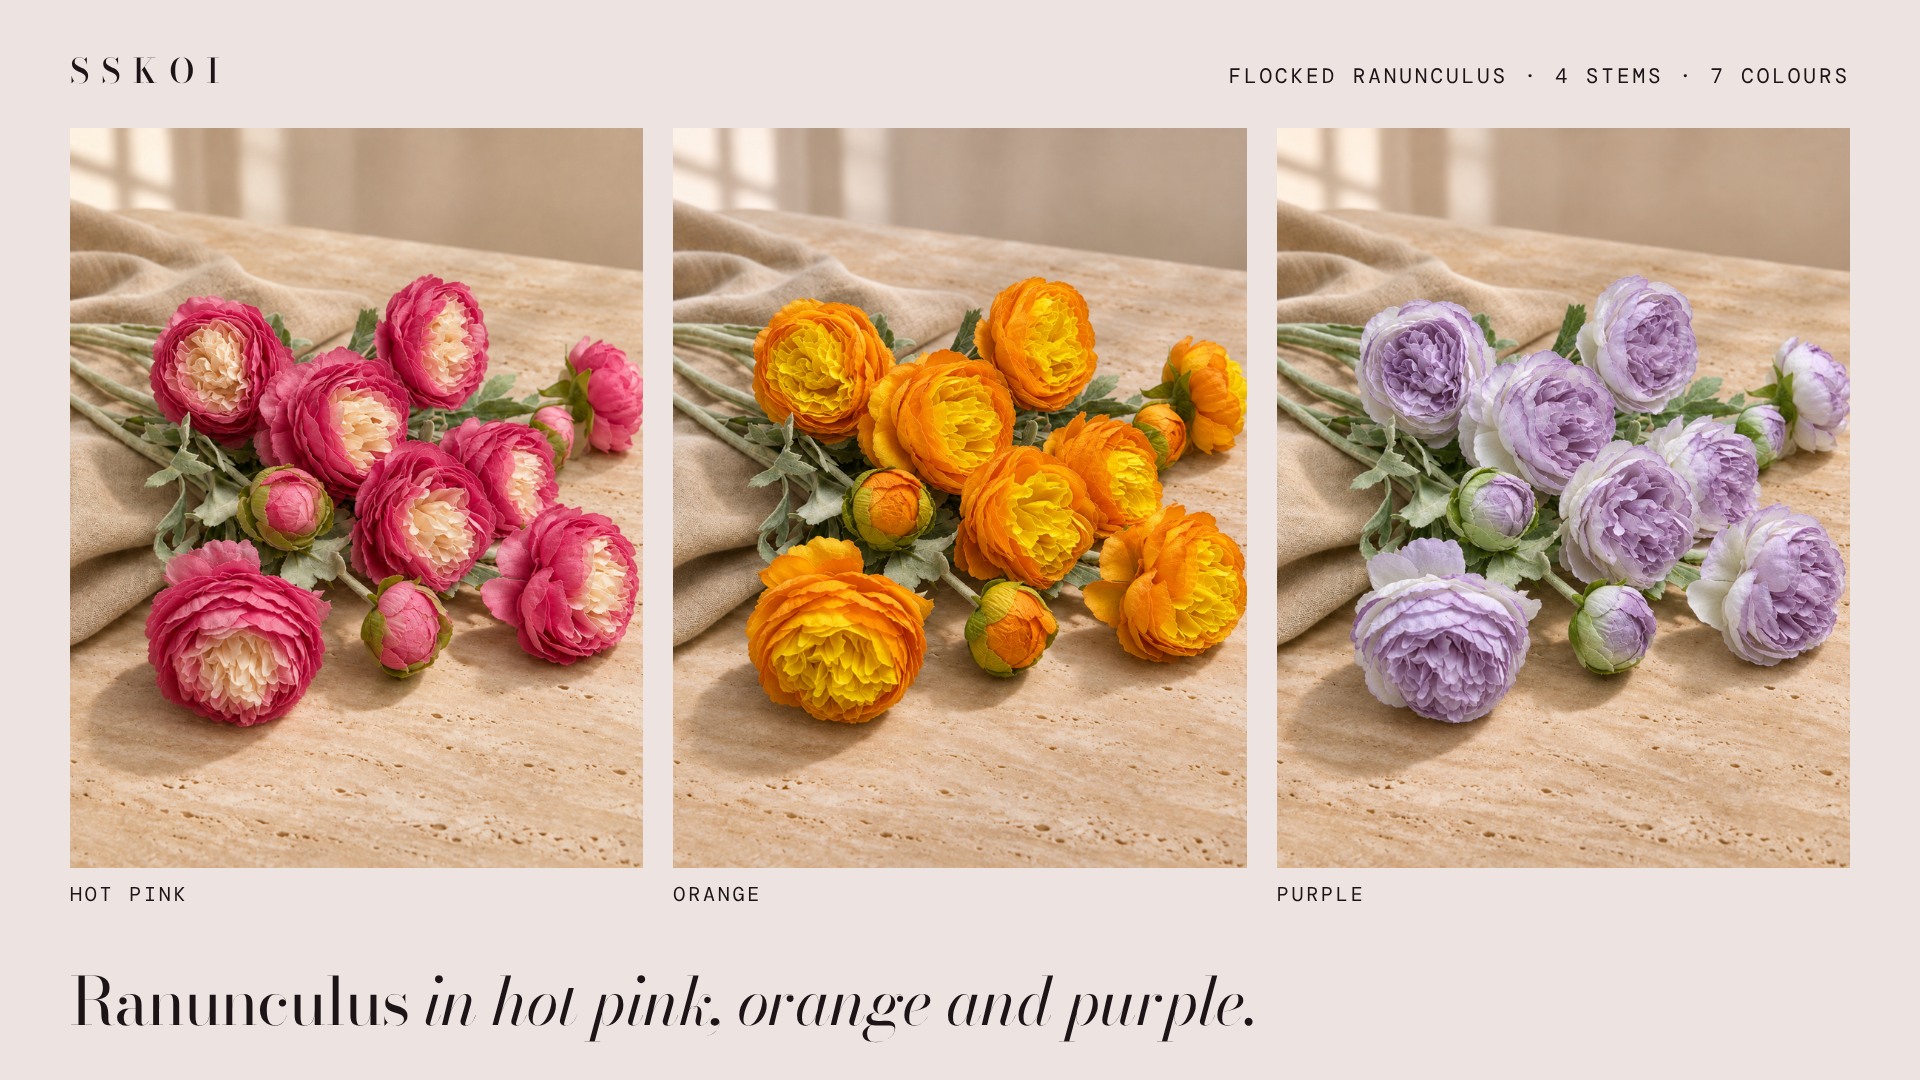 SSKOI
FLOCKED RANUNCULUS · 4 STEMS · 7 COLOURS
HOT PINK
ORANGE
PURPLE
Ranunculus in hot pink, orange and purple.